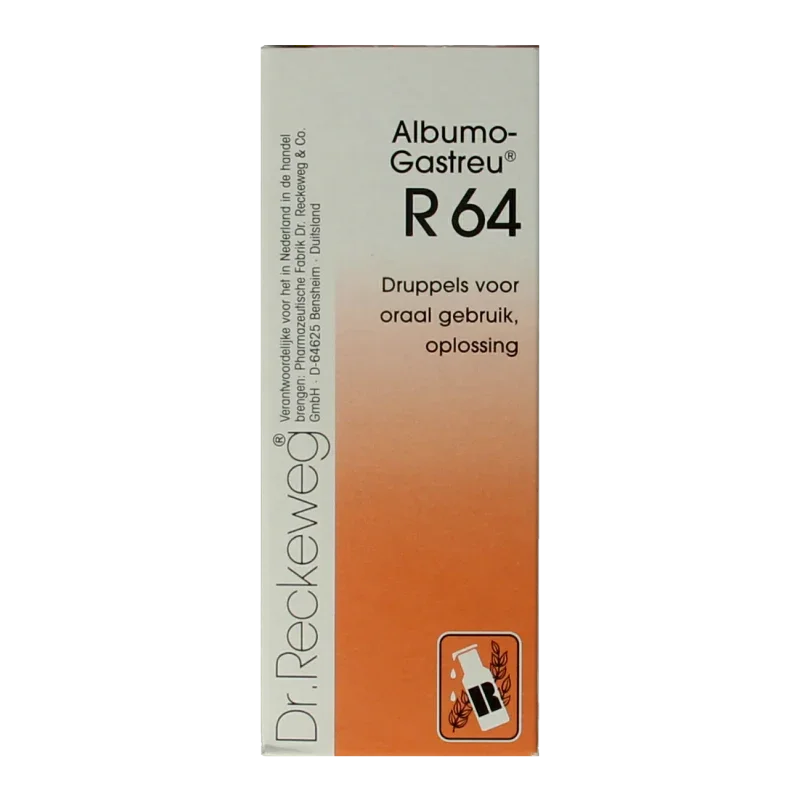 Albumo-
Gastreu®
R 64
Druppels voor
oraal gebruik,
oplossing
Dr. Reckeweg®
Verantwoordelijke voor het in Nederland in de handel
brengen: Pharmazeutische Fabrik Dr. Reckeweg & Co.
GmbH · D-64625 Bensheim · Duitsland
R